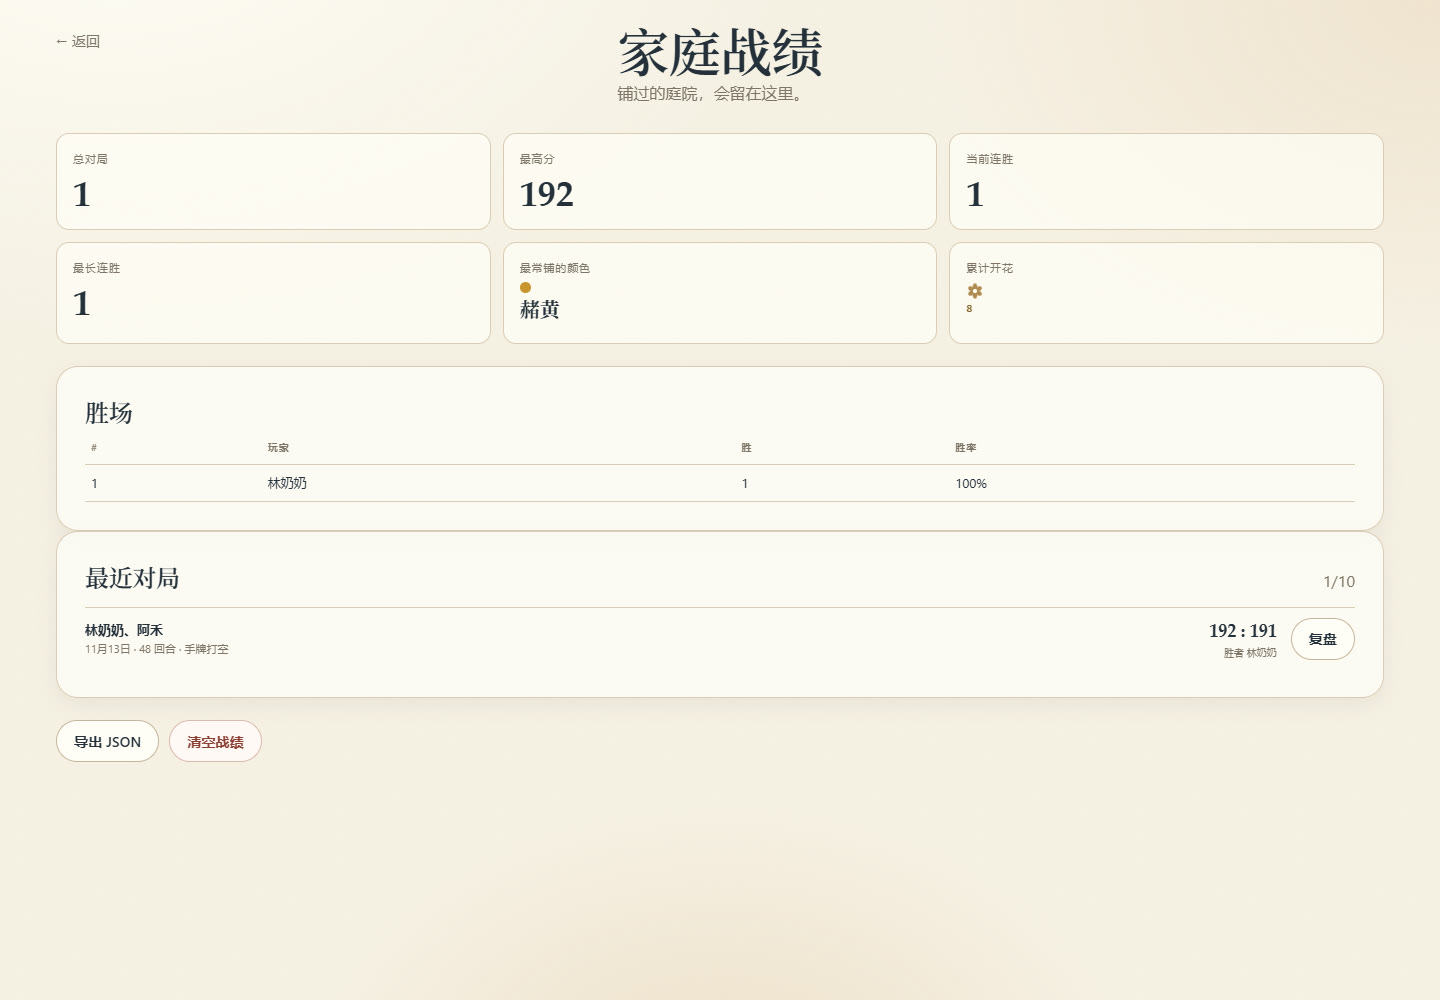 ← 返回
家庭战绩
铺过的庭院，会留在这里。
总对局
1
最高分
192
当前连胜
1
最长连胜
1
最常铺的颜色
赭黄
累计开花
8
胜场
# 玩家 胜 胜率
1 林奶奶 1 100%
最近对局
1/10
林奶奶、阿禾
11月13日 · 48 回合 · 手牌打空
192 : 191
胜者 林奶奶
复盘
导出 JSON
清空战绩